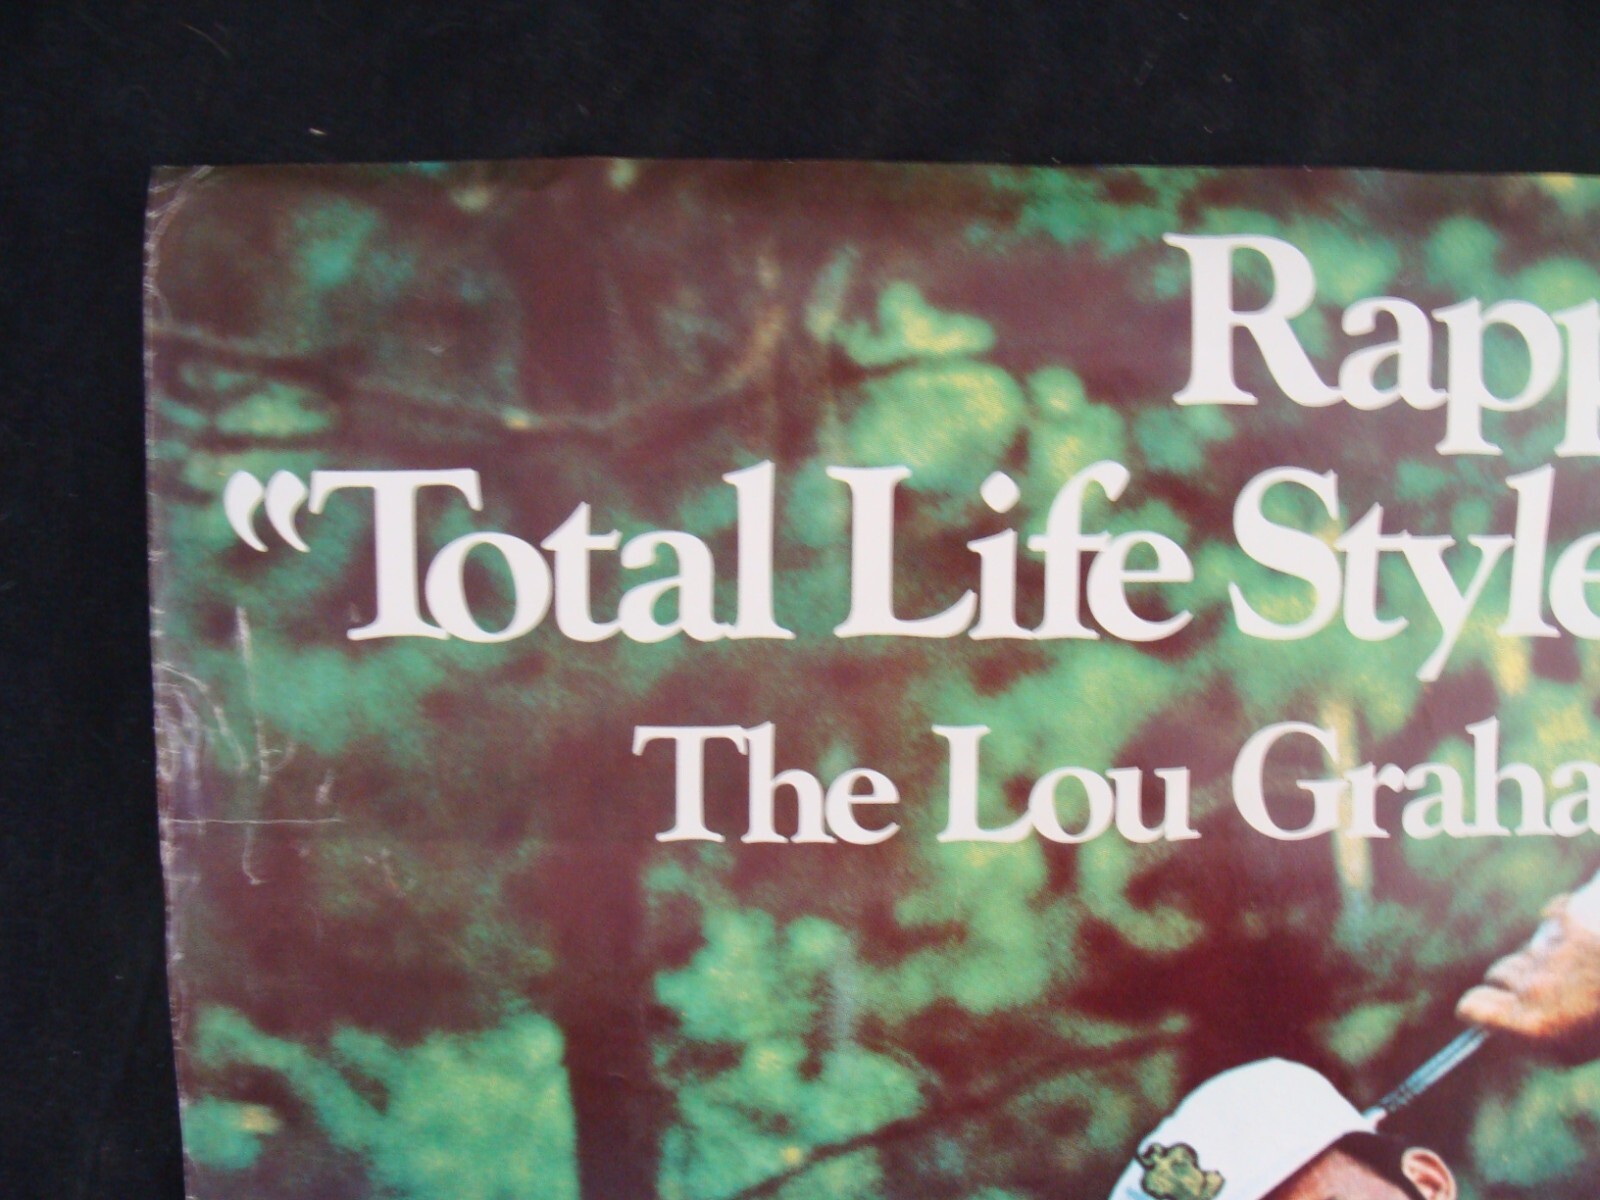 Rapp
"Total Life Style
The Lou Graha